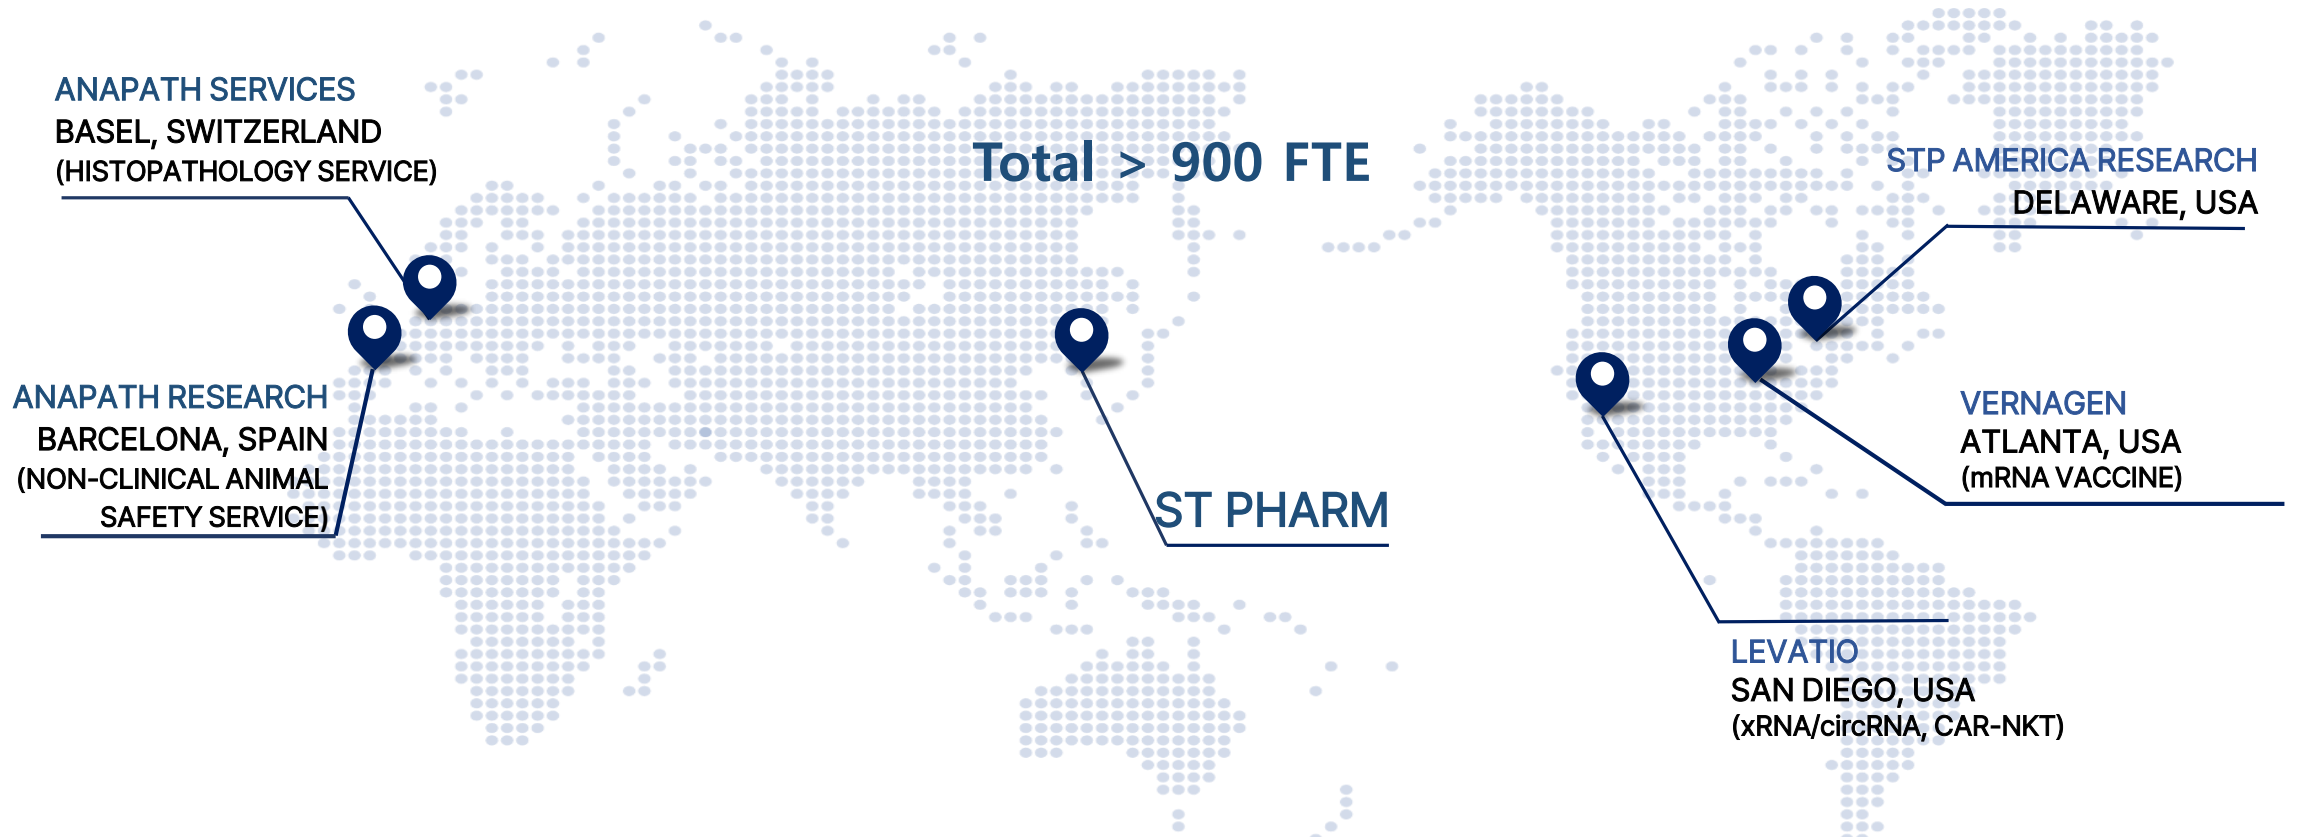 ANAPATH SERVICES
BASEL, SWITZERLAND
(HISTOPATHOLOGY SERVICE)
Total > 900 FTE
STP AMERICA RESEARCH
DELAWARE, USA
ANAPATH RESEARCH
BARCELONA, SPAIN
(NON-CLINICAL ANIMAL
SAFETY SERVICE)
ST PHARM
VERNAGEN
ATLANTA, USA
(mRNA VACCINE)
LEVATIO
SAN DIEGO, USA
(xRNA/circRNA, CAR-NKT)